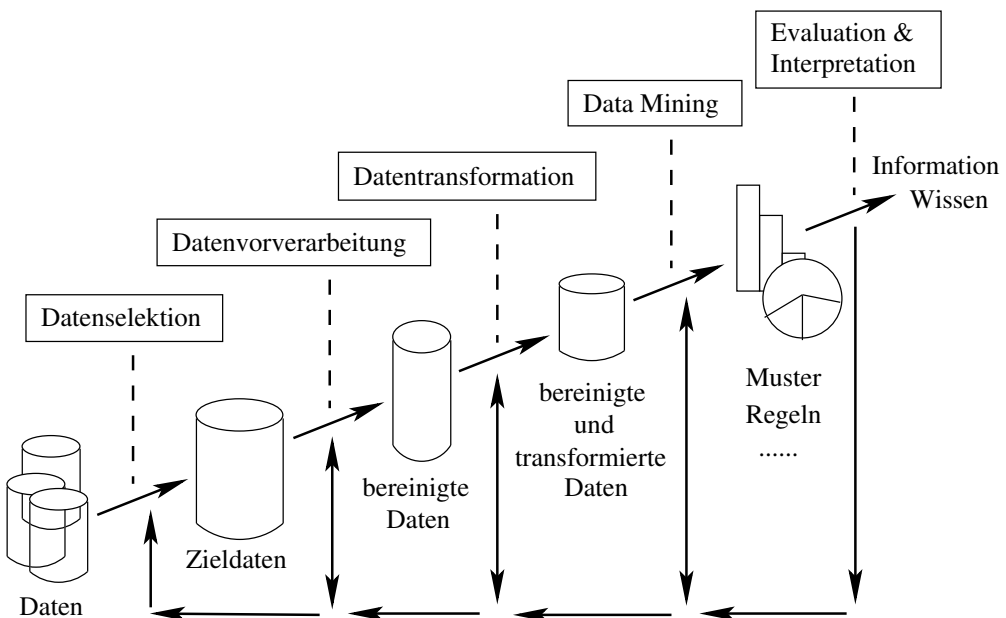 Evaluation &
Interpretation
Data Mining
Datentransformation
Datenvorverarbeitung
Datenselektion
Information
Wissen
Muster
Regeln
......
bereinigte
und
transformierte
Daten
bereinigte
Daten
Zieldaten
Daten